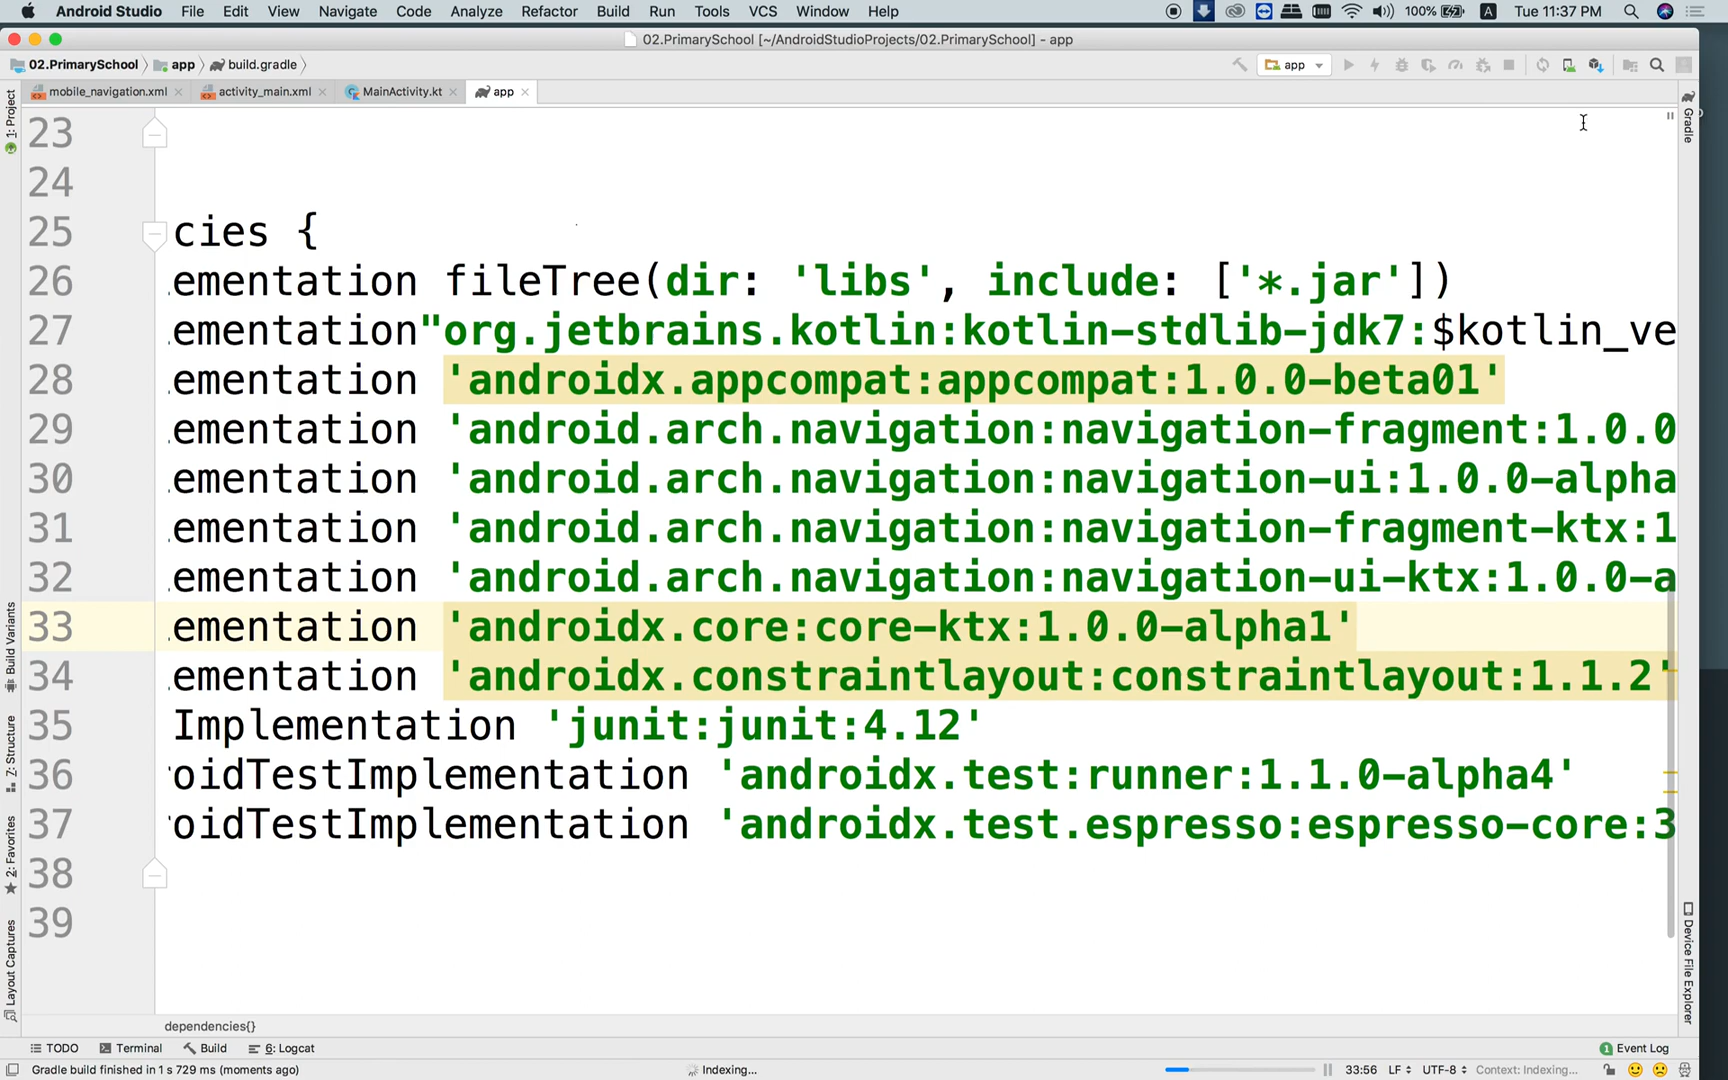 Android Studio File Edit View Navigate Code Analyze Refactor Build Run Tools VCS Window Help 100% A Tue 11:37 PM
02.PrimarySchool [~/AndroidStudioProjects/02.PrimarySchool] - app
02.PrimarySchool app build.gradle app
mobile_navigation.xml activity_main.xml MainActivity.kt app
1: Project
Build Variants
Z: Structure
2: Favorites
Layout Captures
Gradle
Device File Explorer
23
24
25 cies {
26 ementation fileTree(dir: 'libs', include: ['*.jar'])
27 ementation"org.jetbrains.kotlin:kotlin-stdlib-jdk7:$kotlin_ve
28 ementation 'androidx.appcompat:appcompat:1.0.0-beta01'
29 ementation 'android.arch.navigation:navigation-fragment:1.0.0
30 ementation 'android.arch.navigation:navigation-ui:1.0.0-alpha
31 ementation 'android.arch.navigation:navigation-fragment-ktx:1
32 ementation 'android.arch.navigation:navigation-ui-ktx:1.0.0-a
33 ementation 'androidx.core:core-ktx:1.0.0-alpha1'
34 ementation 'androidx.constraintlayout:constraintlayout:1.1.2'
35 Implementation 'junit:junit:4.12'
36 roidTestImplementation 'androidx.test:runner:1.1.0-alpha4'
37 roidTestImplementation 'androidx.test.espresso:espresso-core:3
38
39
dependencies{}
TODO Terminal Build 6: Logcat 1 Event Log
Gradle build finished in 1 s 729 ms (moments ago) Indexing... 33:56 LF UTF-8 Context: Indexing...